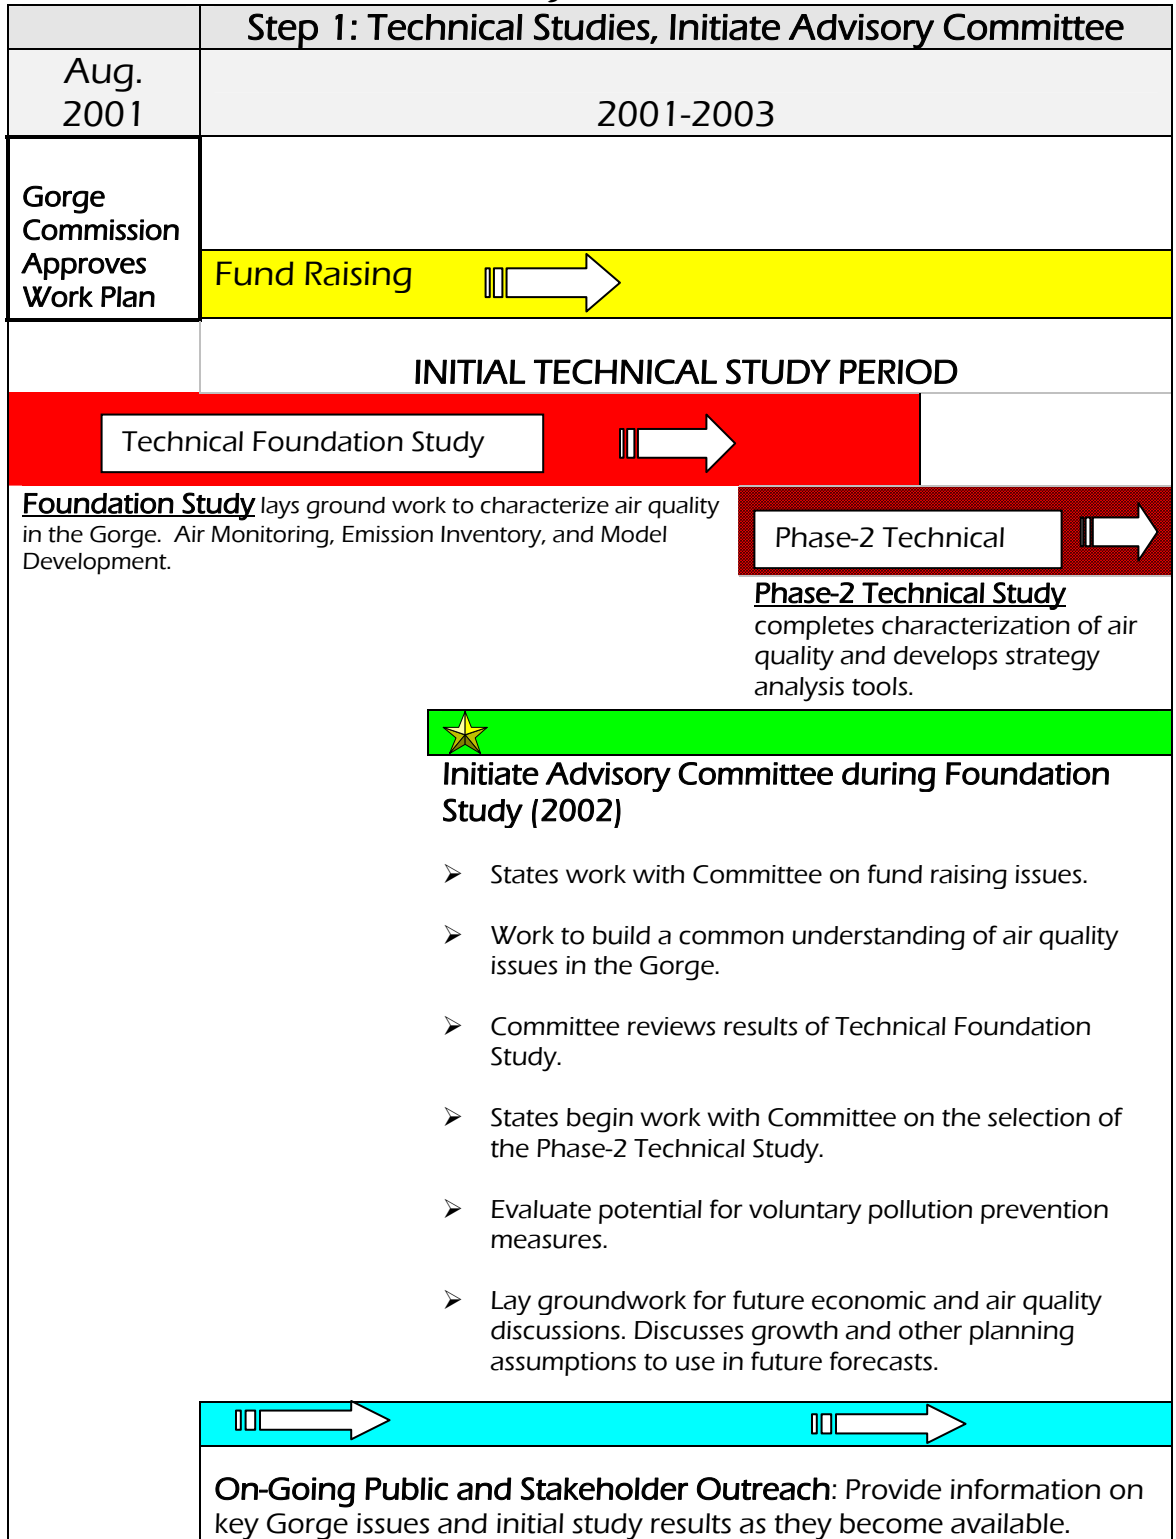 Step 1: Technical Studies, Initiate Advisory Committee
Aug.
2001
2001-2003
Gorge
Commission
Approves
Work Plan
Fund Raising
INITIAL TECHNICAL STUDY PERIOD
Technical Foundation Study
Foundation Study lays ground work to characterize air quality
in the Gorge. Air Monitoring, Emission Inventory, and Model
Development.
Phase-2 Technical
Phase-2 Technical Study
completes characterization of air
quality and develops strategy
analysis tools.
Initiate Advisory Committee during Foundation
Study (2002)
➢ States work with Committee on fund raising issues.
➢ Work to build a common understanding of air quality
issues in the Gorge.
➢ Committee reviews results of Technical Foundation
Study.
➢ States begin work with Committee on the selection of
the Phase-2 Technical Study.
➢ Evaluate potential for voluntary pollution prevention
measures.
➢ Lay groundwork for future economic and air quality
discussions. Discusses growth and other planning
assumptions to use in future forecasts.
On-Going Public and Stakeholder Outreach: Provide information on
key Gorge issues and initial study results as they become available.